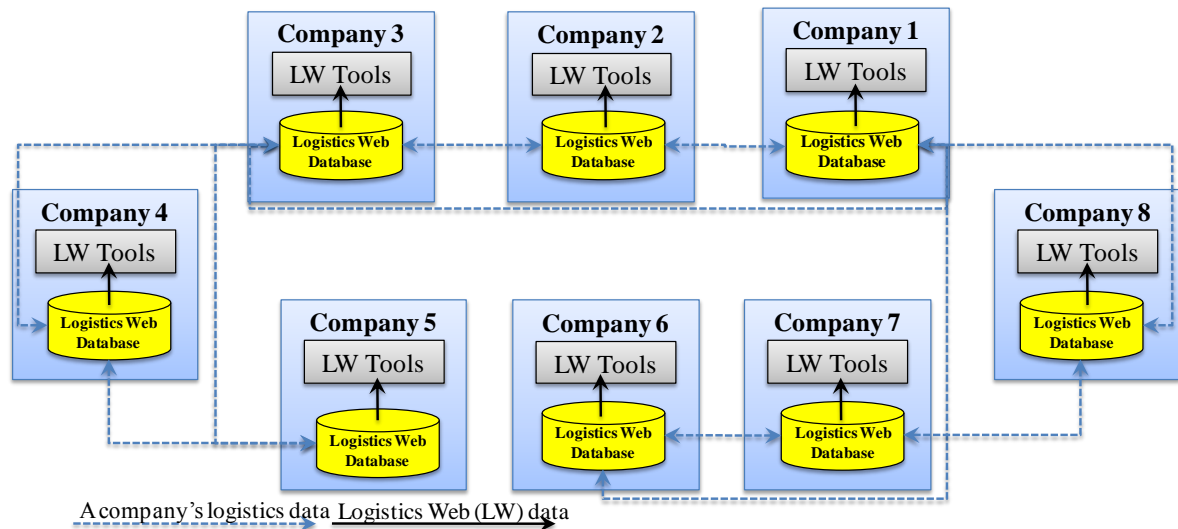 Company 3
LW Tools
Logistics Web
Database
Company 2
LW Tools
Logistics Web
Database
Company 1
LW Tools
Logistics Web
Database
Company 4
LW Tools
Logistics Web
Database
Company 8
LW Tools
Logistics Web
Database
Company 5
LW Tools
Logistics Web
Database
Company 6
LW Tools
Logistics Web
Database
Company 7
LW Tools
Logistics Web
Database
A company's logistics data Logistics Web (LW) data